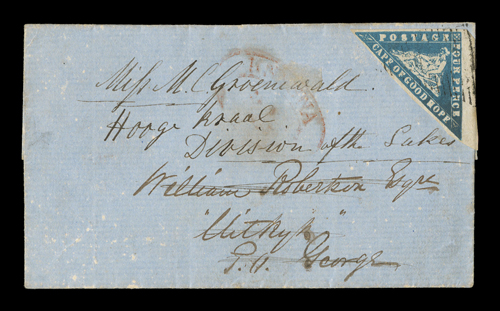 POSTAGE
FOUR PENCE
CAPE OF GOOD HOPE
Miss M. C. Groenewald.
Hooge Kraal
Division of the Lakes
William Robertson Esqre
"Uitkyk"
P.O. George